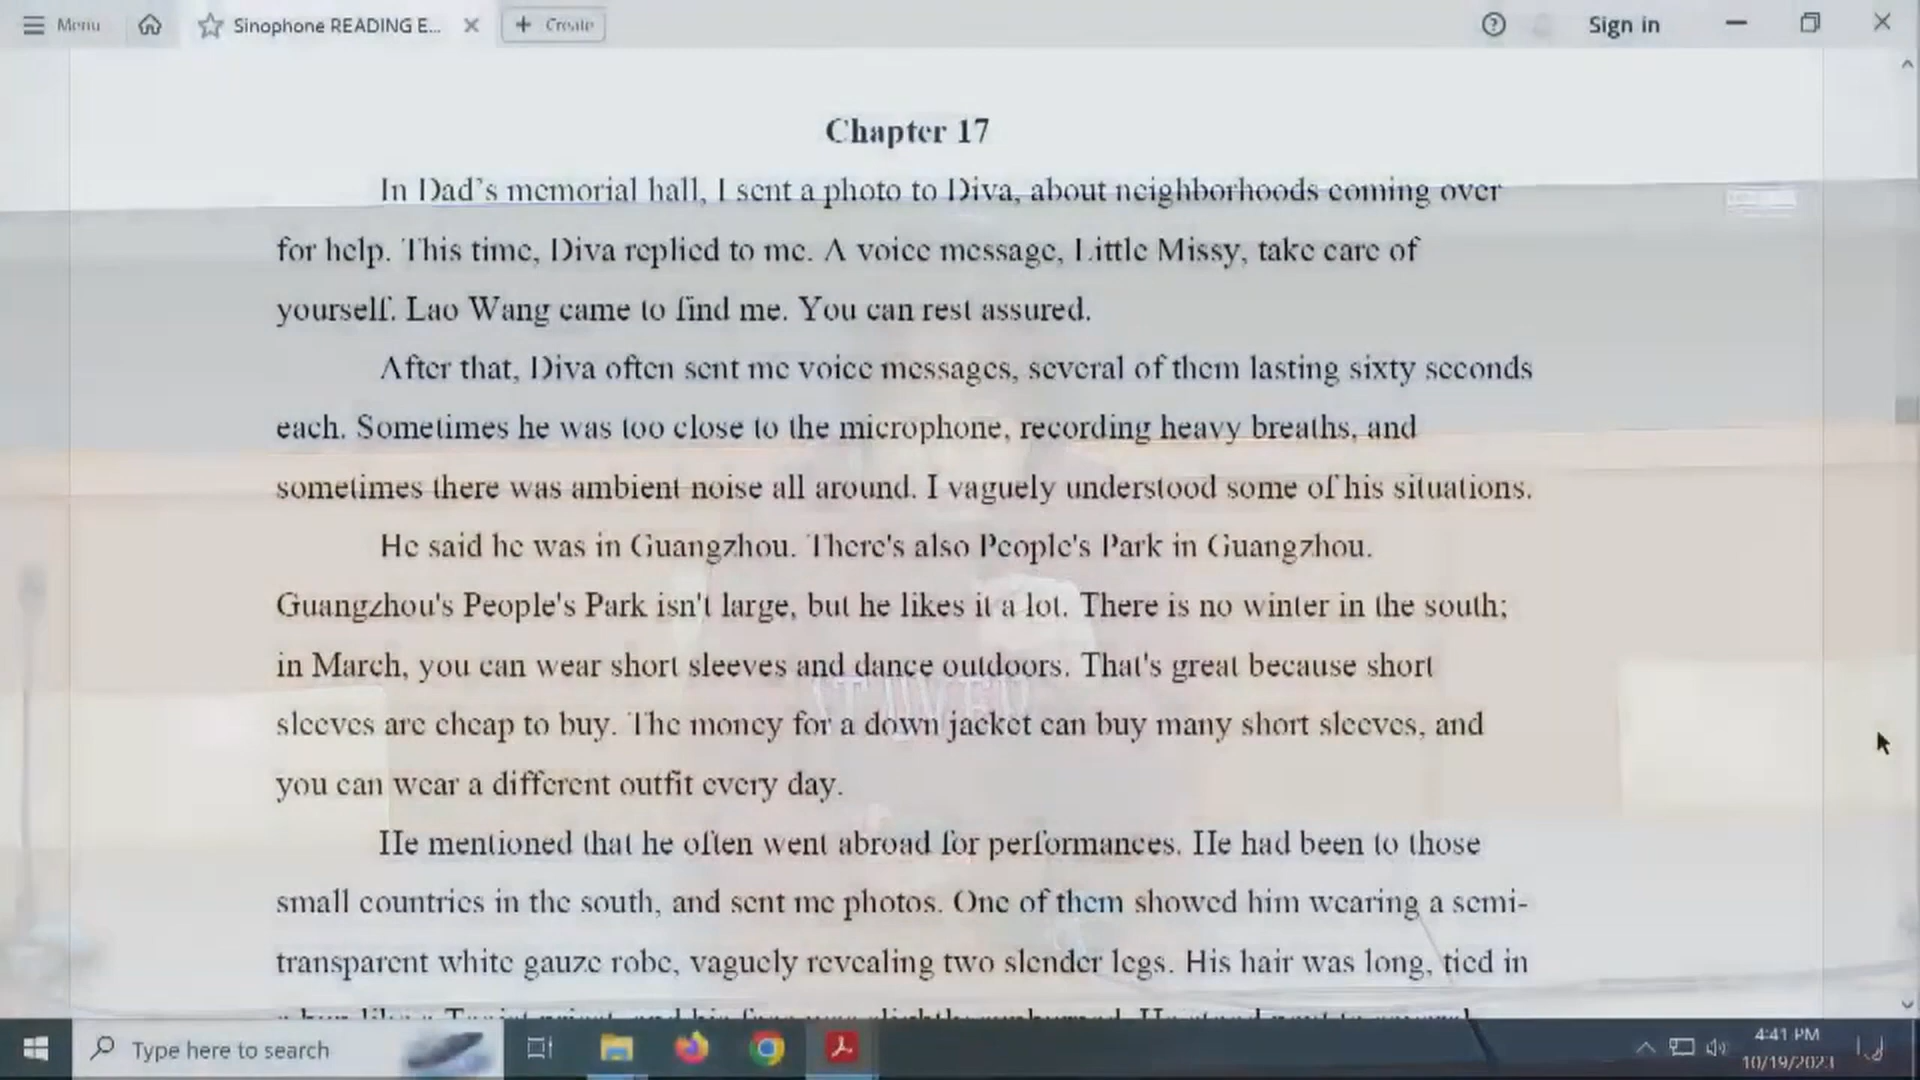 Menu
Sinophone READING E...
Create
Sign in
Chapter 17
In Dad's memorial hall, I sent a photo to Diva, about neighborhoods coming over
for help. This time, Diva replied to me. A voice message, Little Missy, take care of
yourself. Lao Wang came to find me. You can rest assured.
After that, Diva often sent me voice messages, several of them lasting sixty seconds
each. Sometimes he was too close to the microphone, recording heavy breaths, and
sometimes there was ambient noise all around. I vaguely understood some of his situations.
He said he was in Guangzhou. There's also People's Park in Guangzhou.
Guangzhou's People's Park isn't large, but he likes it a lot. There is no winter in the south;
in March, you can wear short sleeves and dance outdoors. That's great because short
sleeves are cheap to buy. The money for a down jacket can buy many short sleeves, and
you can wear a different outfit every day.
He mentioned that he often went abroad for performances. He had been to those
small countries in the south, and sent me photos. One of them showed him wearing a semi-
transparent white gauze robe, vaguely revealing two slender legs. His hair was long, tied in
Type here to search
4:41 PM
10/19/2023